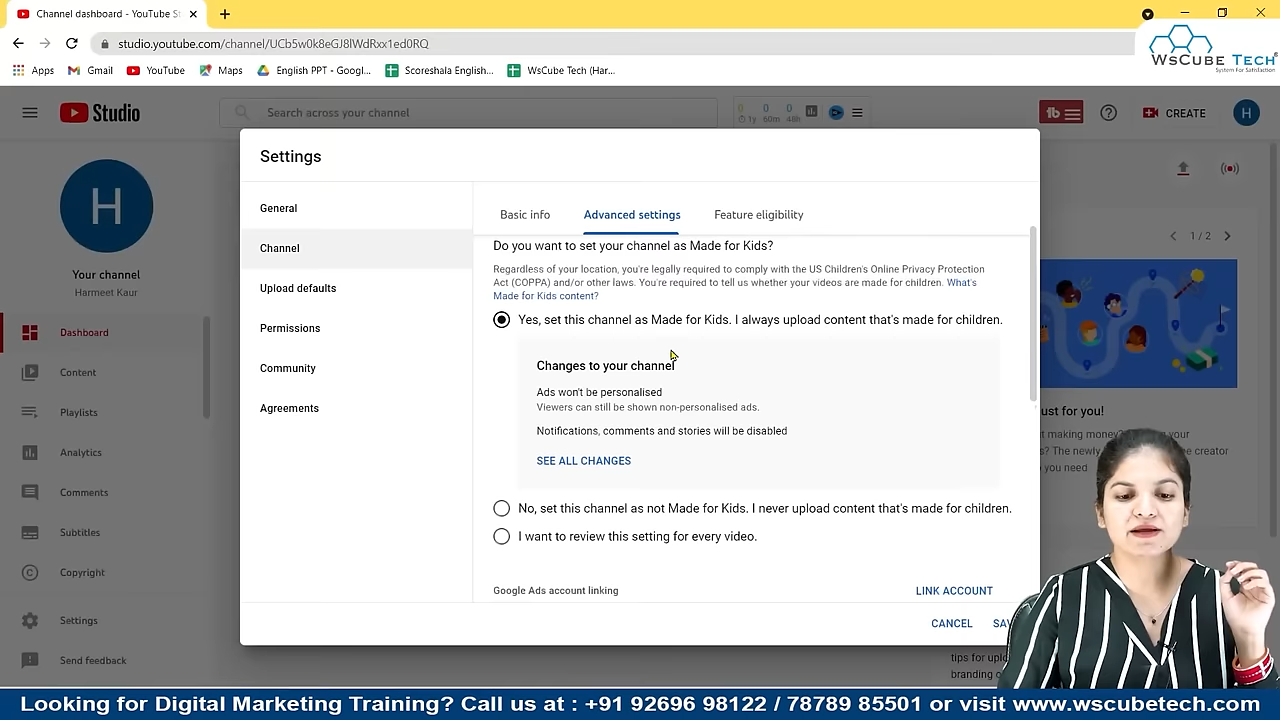 Channel dashboard - YouTube St
studio.youtube.com/channel/UCb5w0k8eGJ8lWdRxx1ed0RQ
WsCube Tech®
System For Satisfaction
Apps
Gmail
YouTube
Maps
English PPT - Googl...
Scoreshala English...
WsCube Tech (Har...
Studio
Search across your channel
0 0 0
1y 60m 48h
tb
CREATE
H
Settings
H
Your channel
Harmeet Kaur
Dashboard
Content
Playlists
Analytics
Comments
Subtitles
Copyright
Settings
Send feedback
General
Channel
Upload defaults
Permissions
Community
Agreements
Basic info
Advanced settings
Feature eligibility
Do you want to set your channel as Made for Kids?
Regardless of your location, you're legally required to comply with the US Children's Online Privacy Protection
Act (COPPA) and/or other laws. You're required to tell us whether your videos are made for children. What's
Made for Kids content?
Yes, set this channel as Made for Kids. I always upload content that's made for children.
Changes to your channel
Ads won't be personalised
Viewers can still be shown non-personalised ads.
Notifications, comments and stories will be disabled
SEE ALL CHANGES
No, set this channel as not Made for Kids. I never upload content that's made for children.
I want to review this setting for every video.
Google Ads account linking
LINK ACCOUNT
CANCEL
1 / 2
ust for you!
t making money?
your
s? The newly
e creator
o you need
tips for uplo
branding
Looking for Digital Marketing Training? Call us at : +91 92696 98122 / 78789 85501 or visit www.wscubetech.com